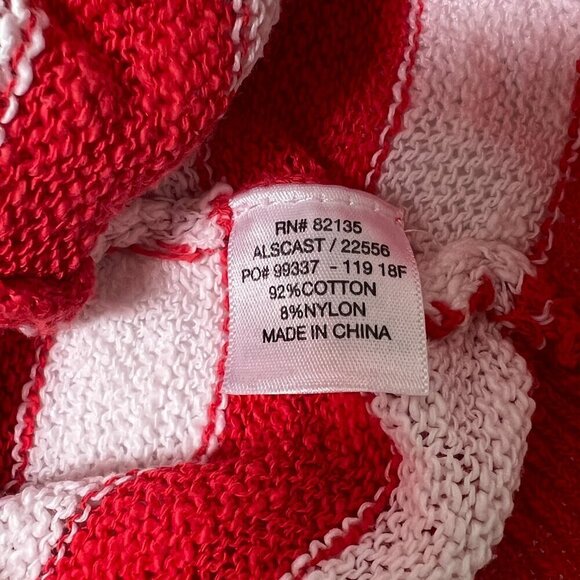 RN# 82135
ALSCAST / 22556
PO# 99337 - 119 18F
92%COTTON
8%NYLON
MADE IN CHINA